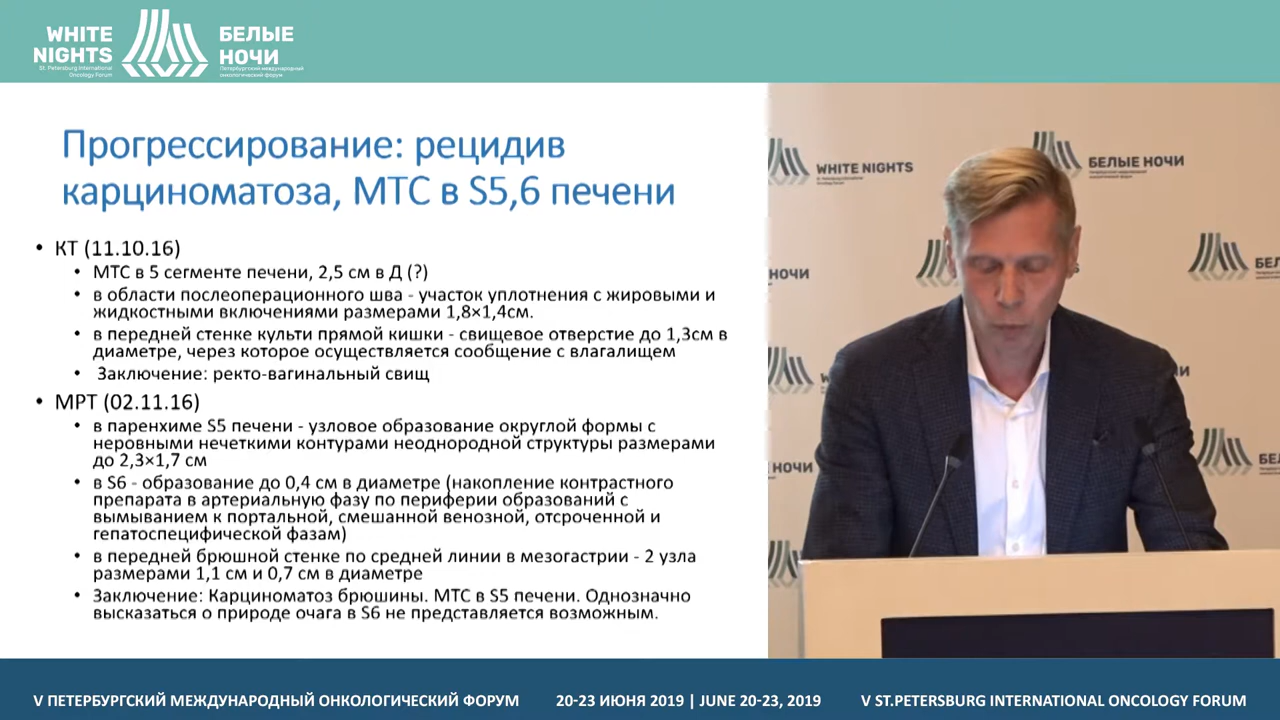 WHITE
NIGHTS
St. Petersburg International
Oncology Forum
БЕЛЫЕ
НОЧИ
Петербургский международный
онкологический форум
Прогрессирование: рецидив
карциноматоза, МТС в S5,6 печени
• КТ (11.10.16)
• МТС в 5 сегменте печени, 2,5 см в Д (?)
• в области послеоперационного шва - участок уплотнения с жировыми и
жидкостными включениями размерами 1,8×1,4см.
• в передней стенке культи прямой кишки - свищевое отверстие до 1,3см в
диаметре, через которое осуществляется сообщение с влагалищем
• Заключение: ректо-вагинальный свищ
• МРТ (02.11.16)
• в паренхиме S5 печени - узловое образование округлой формы с
неровными нечеткими контурами неоднородной структуры размерами
до 2,3×1,7 см
• в S6 - образование до 0,4 см в диаметре (накопление контрастного
препарата в артериальную фазу по периферии образований с
вымыванием к портальной, смешанной венозной, отсроченной и
гепатоспецифической фазам)
• в передней брюшной стенке по средней линии в мезогастрии - 2 узла
размерами 1,1 см и 0,7 см в диаметре
• Заключение: Карциноматоз брюшины. МТС в S5 печени. Однозначно
высказаться о природе очага в S6 не представляется возможным.
WHITE NIGHTS
БЕЛЫЕ НОЧИ
НОЧИ
БЕЛ
НОЧИ
БЕЛ
V ПЕТЕРБУРГСКИЙ МЕЖДУНАРОДНЫЙ ОНКОЛОГИЧЕСКИЙ ФОРУМ
20-23 ИЮНЯ 2019 | JUNE 20-23, 2019
V ST.PETERSBURG INTERNATIONAL ONCOLOGY FORUM